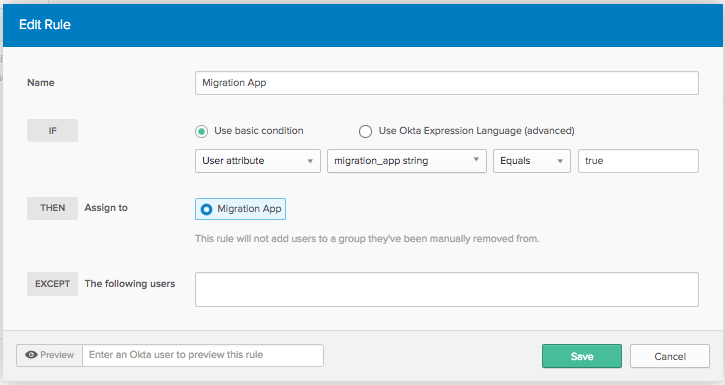 Edit Rule
Name
Migration App
IF
Use basic condition
Use Okta Expression Language (advanced)
User attribute
migration_app string
Equals
true
THEN
Assign to
Migration App
This rule will not add users to a group they've been manually removed from.
EXCEPT
The following users
Preview
Enter an Okta user to preview this rule
Save
Cancel